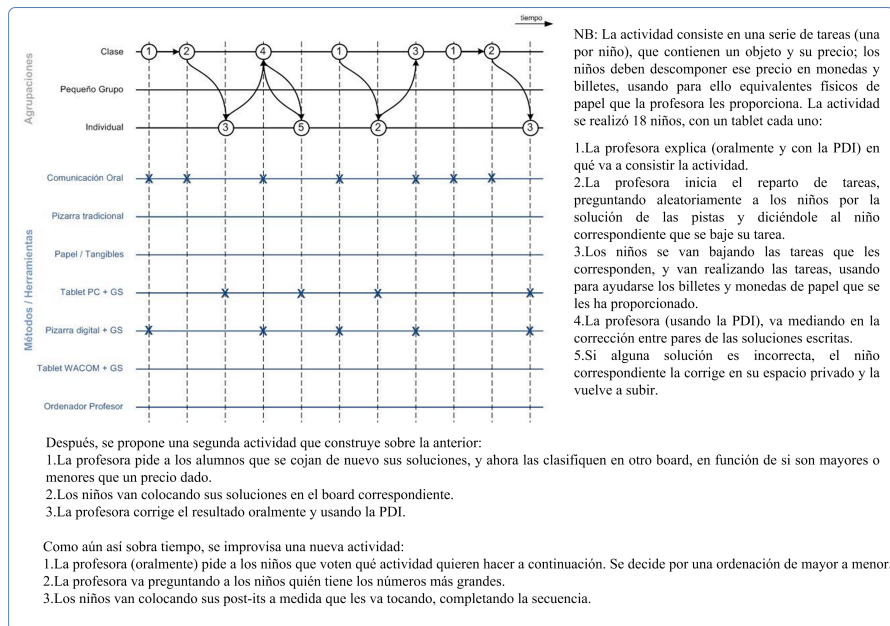 tiempo
Agrupaciones
Clase 1 2 4 1 3 1 2
Pequeño Grupo
Individual 3 5 2 3
Métodos / Herramientas
Comunicación Oral X X X X X X X
Pizarra tradicional
Papel / Tangibles
Tablet PC + GS X X X X
Pizarra digital + GS X X X X X
Tablet WACOM + GS
Ordenador Profesor
NB: La actividad consiste en una serie de tareas (una
por niño), que contienen un objeto y su precio; los
niños deben descomponer ese precio en monedas y
billetes, usando para ello equivalentes físicos de
papel que la profesora les proporciona. La actividad
se realizó 18 niños, con un tablet cada uno:
1.La profesora explica (oralmente y con la PDI) en
qué va a consistir la actividad.
2.La profesora inicia el reparto de tareas,
preguntando aleatoriamente a los niños por la
solución de las pistas y diciéndole al niño
correspondiente que se baje su tarea.
3.Los niños se van bajando las tareas que les
corresponden, y van realizando las tareas, usando
para ayudarse los billetes y monedas de papel que se
les ha proporcionado.
4.La profesora (usando la PDI), va mediando en la
corrección entre pares de las soluciones escritas.
5.Si alguna solución es incorrecta, el niño
correspondiente la corrige en su espacio privado y la
vuelve a subir.
Después, se propone una segunda actividad que construye sobre la anterior:
1.La profesora pide a los alumnos que se cojan de nuevo sus soluciones, y ahora las clasifiquen en otro board, en función de si son mayores o
menores que un precio dado.
2.Los niños van colocando sus soluciones en el board correspondiente.
3.La profesora corrige el resultado oralmente y usando la PDI.
Como aún así sobra tiempo, se improvisa una nueva actividad:
1.La profesora (oralmente) pide a los niños que voten qué actividad quieren hacer a continuación. Se decide por una ordenación de mayor a menor.
2.La profesora va preguntando a los niños quién tiene los números más grandes.
3.Los niños van colocando sus post-its a medida que les va tocando, completando la secuencia.